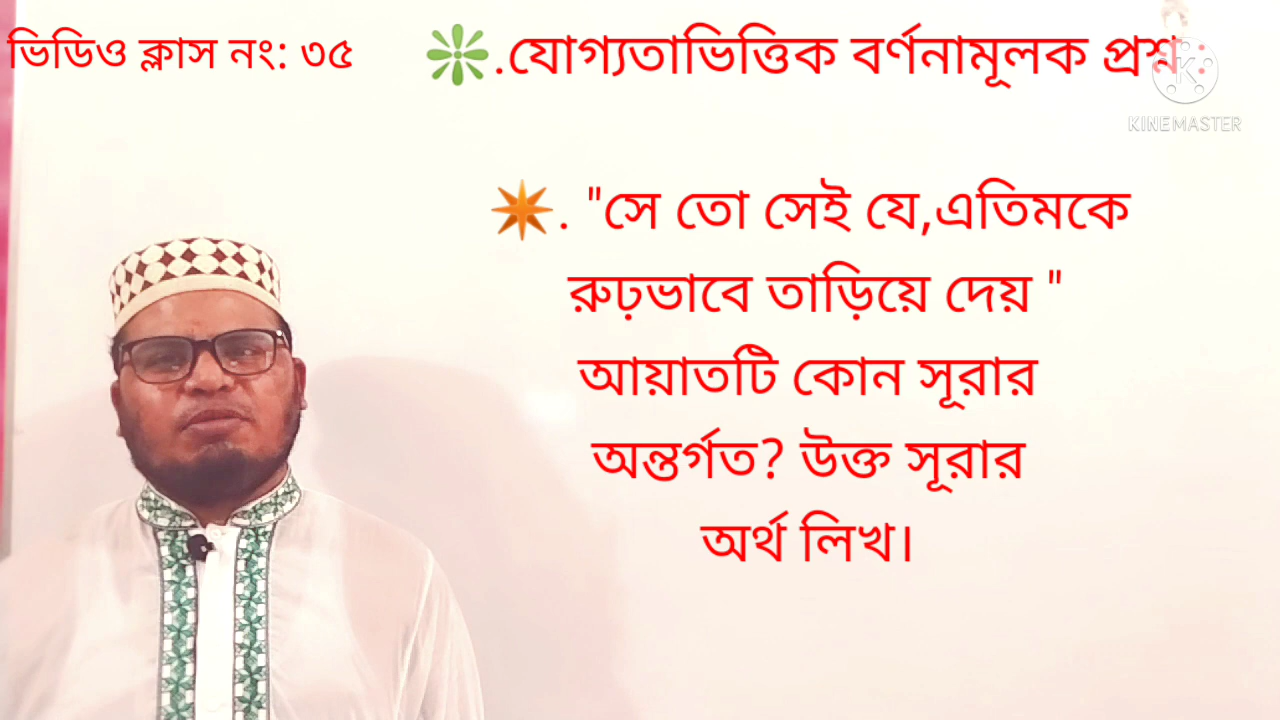 ভিডিও ক্লাস নং: ৩৫
.যোগ্যতাভিত্তিক বর্ণনামূলক প্রশ্ন
KINEMASTER
. "সে তো সেই যে,এতিমকে
রুঢ়ভাবে তাড়িয়ে দেয় "
আয়াতটি কোন সূরার
অন্তর্গত? উক্ত সূরার
অর্থ লিখ।